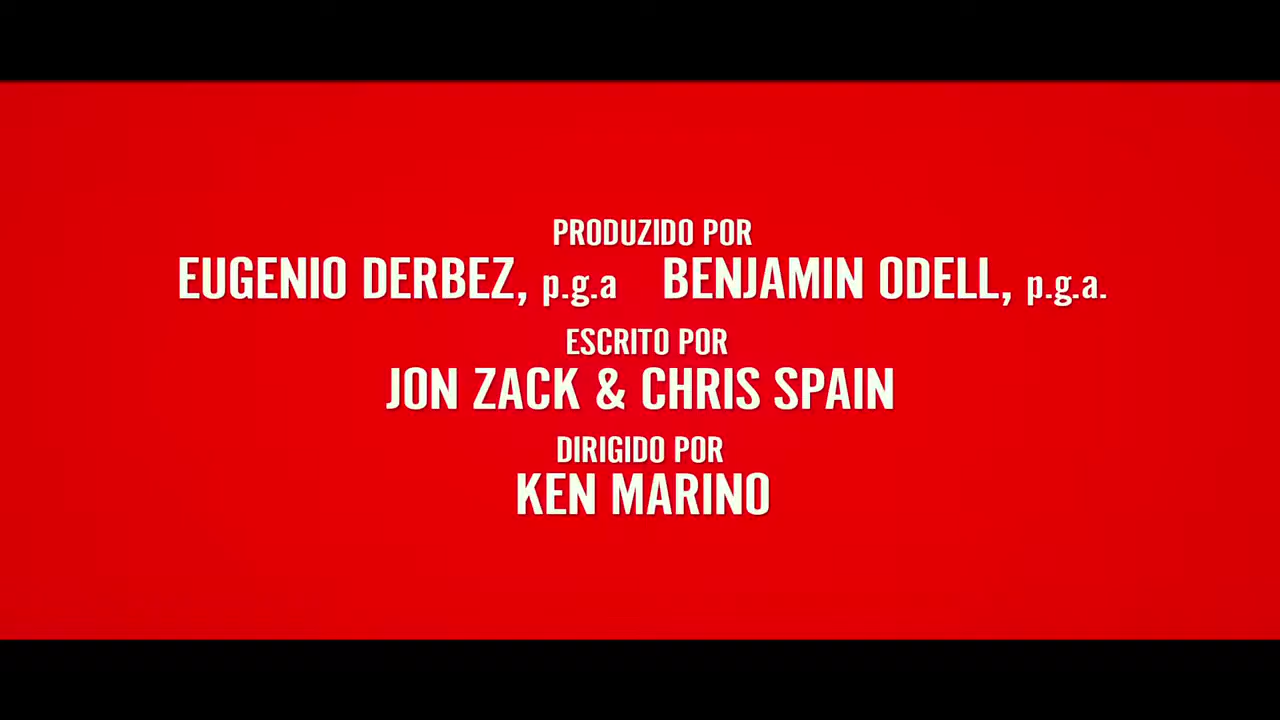 PRODUZIDO POR
EUGENIO DERBEZ, p.g.a BENJAMIN ODELL, p.g.a.
ESCRITO POR
JON ZACK & CHRIS SPAIN
DIRIGIDO POR
KEN MARINO